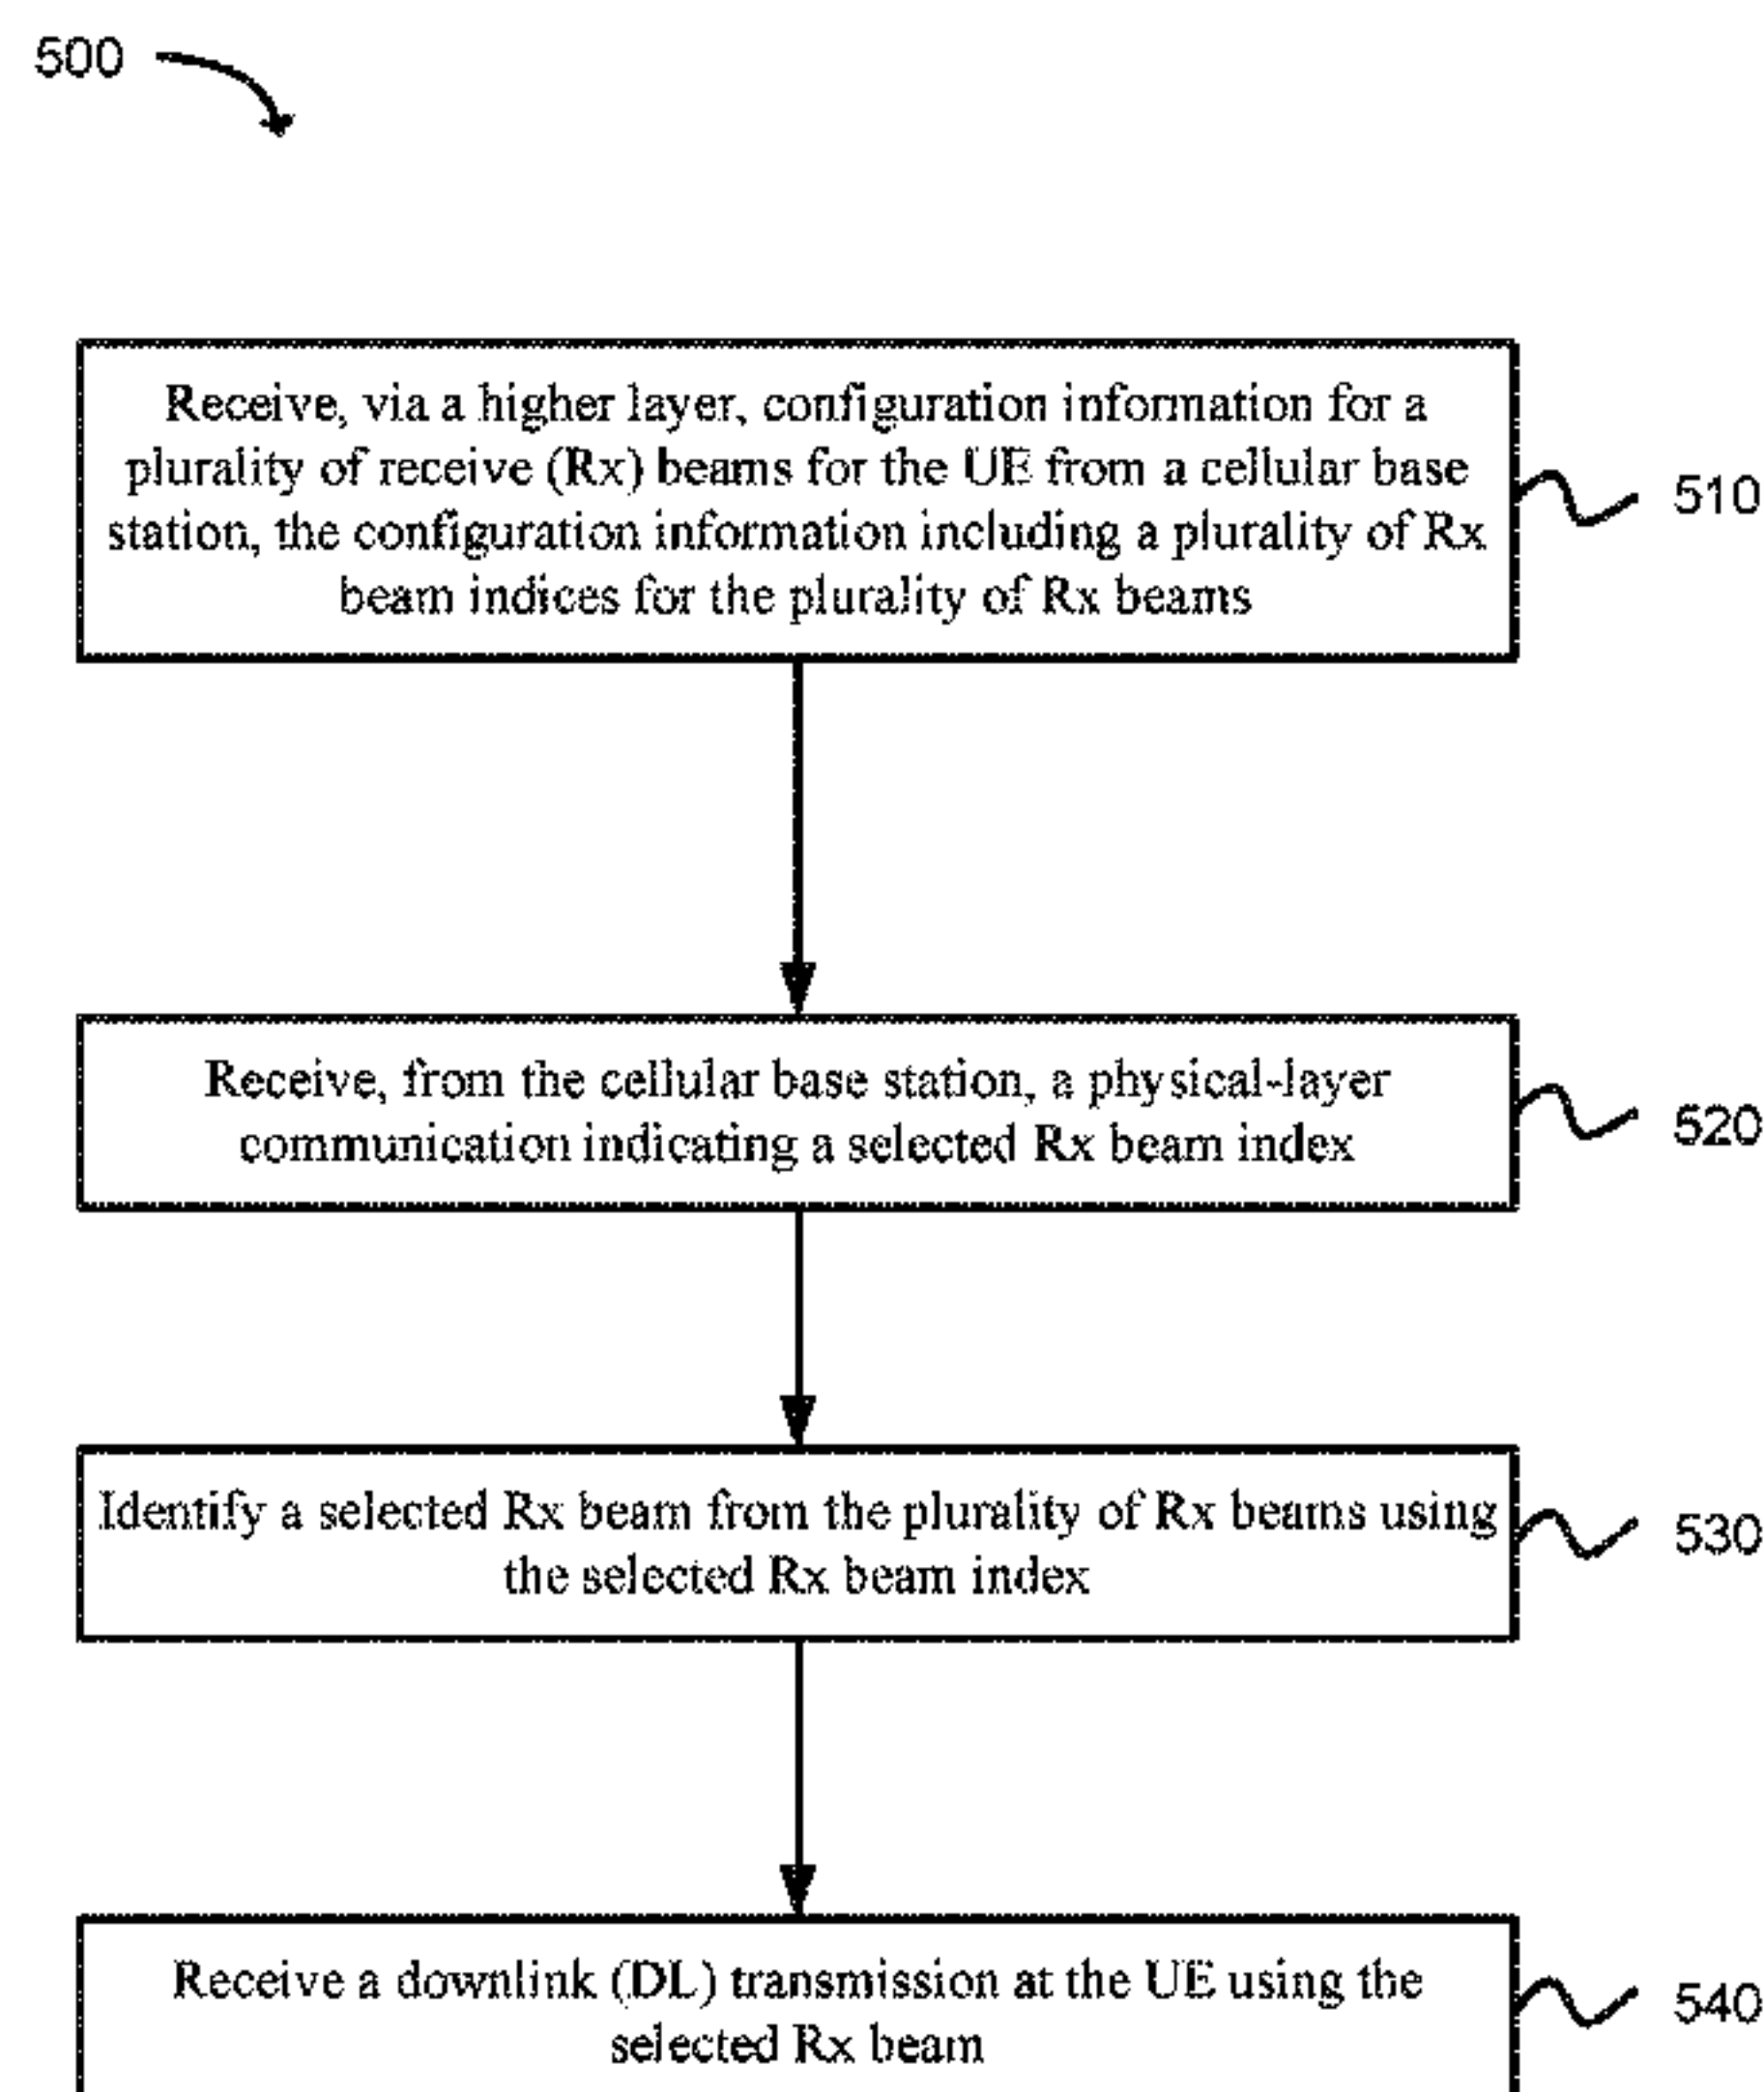 500
Receive, via a higher layer, configuration information for a
plurality of receive (Rx) beams for the UE from a cellular base
station, the configuration information including a plurality of Rx
beam indices for the plurality of Rx beams
510
Receive, from the cellular base station, a physical-layer
communication indicating a selected Rx beam index
520
Identify a selected Rx beam from the plurality of Rx beams using
the selected Rx beam index
530
Receive a downlink (DL) transmission at the UE using the
selected Rx beam
540